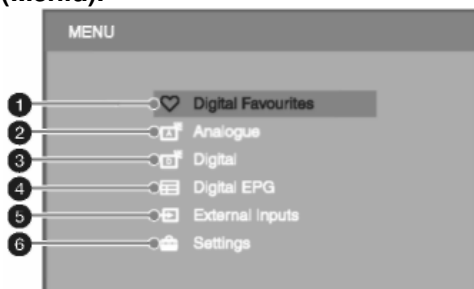 (menu).
MENU
1 Digital Favourites
2 A Analogue
3 D Digital
4 Digital EPG
5 External Inputs
6 Settings